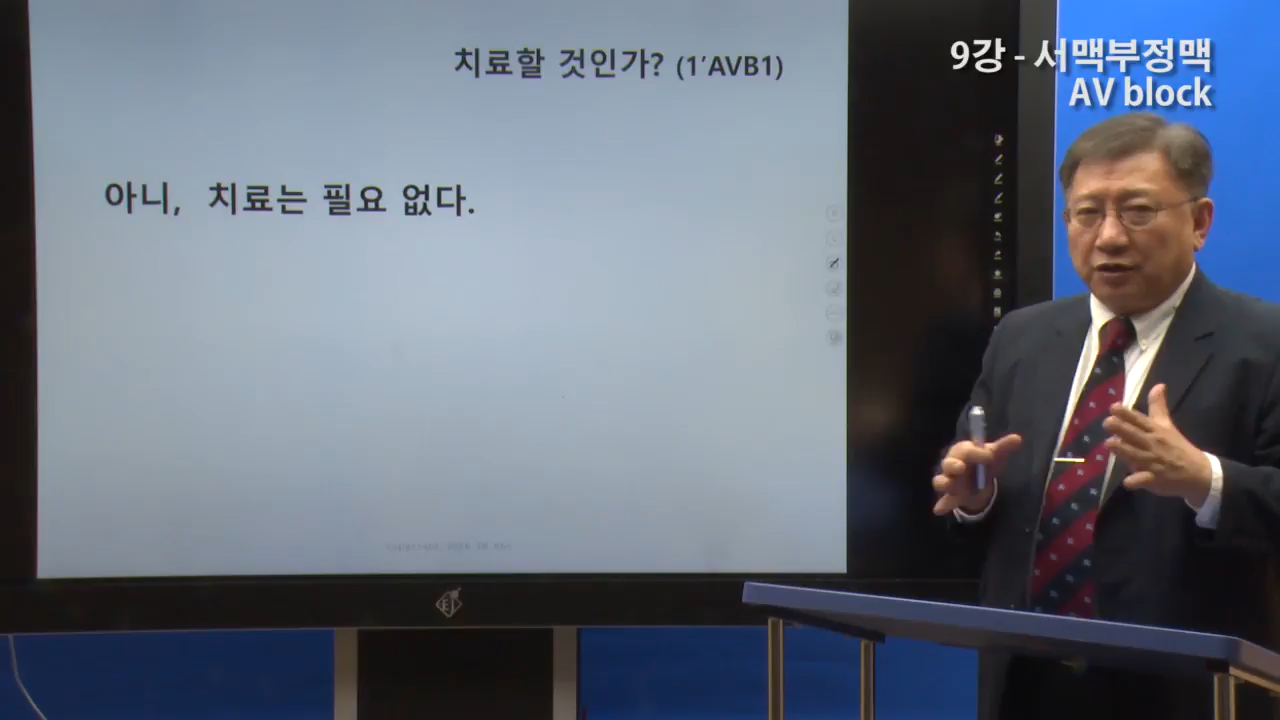 치료할 것인가? (1'AVB1)
9강 - 서맥부정맥
AV block
아니, 치료는 필요 없다.